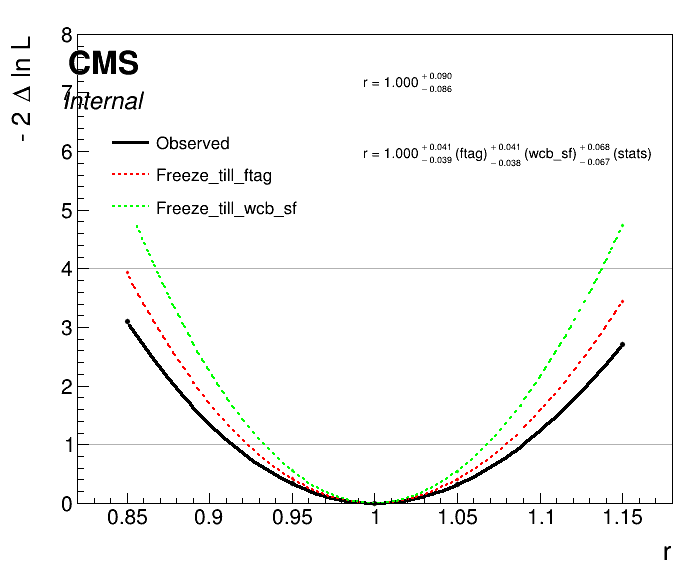 - 2 Δ ln L
8
CMS
7
Internal
r = 1.000 + 0.090 − 0.086
6
r = 1.000 + 0.041 − 0.039 (ftag) + 0.041 − 0.038 (wcb_sf) + 0.068 − 0.067 (stats)
Observed
Freeze_till_ftag
Freeze_till_wcb_sf
5
4
3
2
1
0
0.85 0.9 0.95 1 1.05 1.1 1.15
r